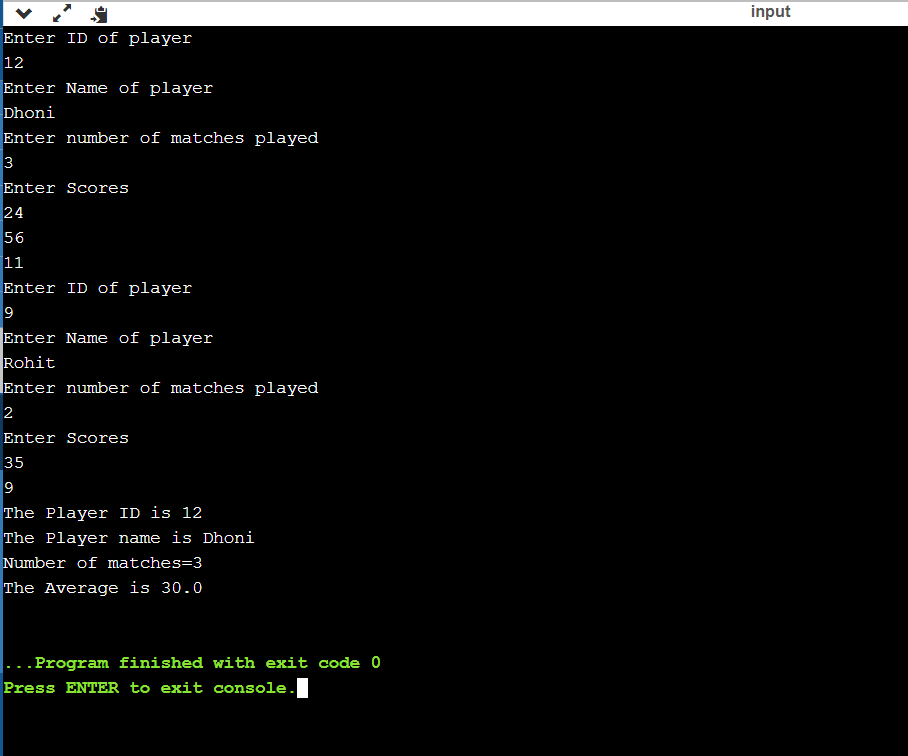 input
Enter ID of player
12
Enter Name of player
Dhoni
Enter number of matches played
3
Enter Scores
24
56
11
Enter ID of player
9
Enter Name of player
Rohit
Enter number of matches played
2
Enter Scores
35
9
The Player ID is 12
The Player name is Dhoni
Number of matches=3
The Average is 30.0
...Program finished with exit code 0
Press ENTER to exit console.